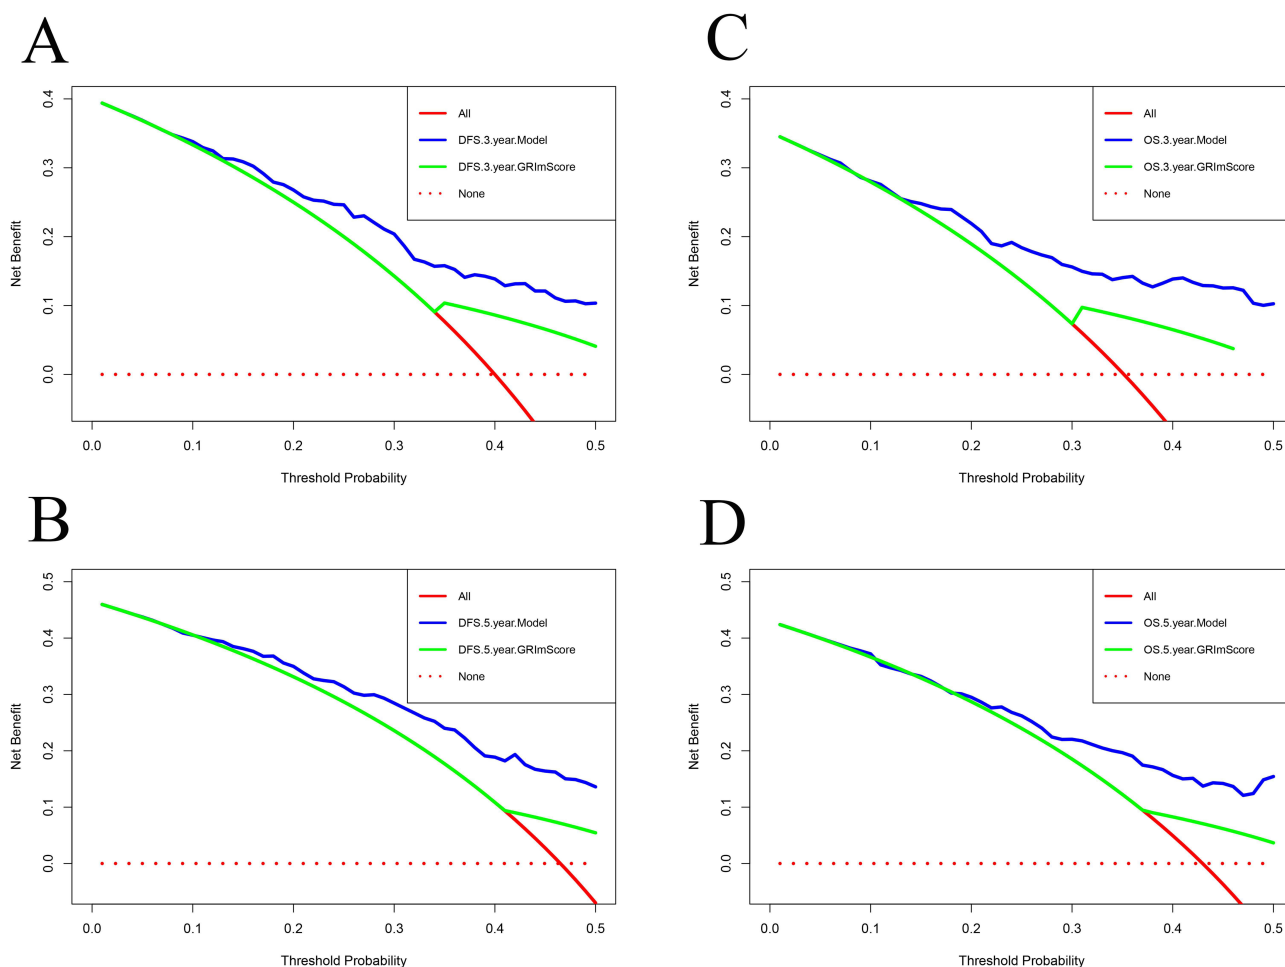 A
0.4
0.3
0.2
0.1
0.0
Net Benefit
All
DFS.3.year.Model
DFS.3.year.GRImScore
None
0.0 0.1 0.2 0.3 0.4 0.5
Threshold Probability
B
0.5
0.4
0.3
0.2
0.1
0.0
Net Benefit
All
DFS.5.year.Model
DFS.5.year.GRImScore
None
0.0 0.1 0.2 0.3 0.4 0.5
Threshold Probability
C
0.4
0.3
0.2
0.1
0.0
Net Benefit
All
OS.3.year.Model
OS.3.year.GRImScore
None
0.0 0.1 0.2 0.3 0.4 0.5
Threshold Probability
D
0.5
0.4
0.3
0.2
0.1
0.0
Net Benefit
All
OS.5.year.Model
OS.5.year.GRImScore
None
0.0 0.1 0.2 0.3 0.4 0.5
Threshold Probability